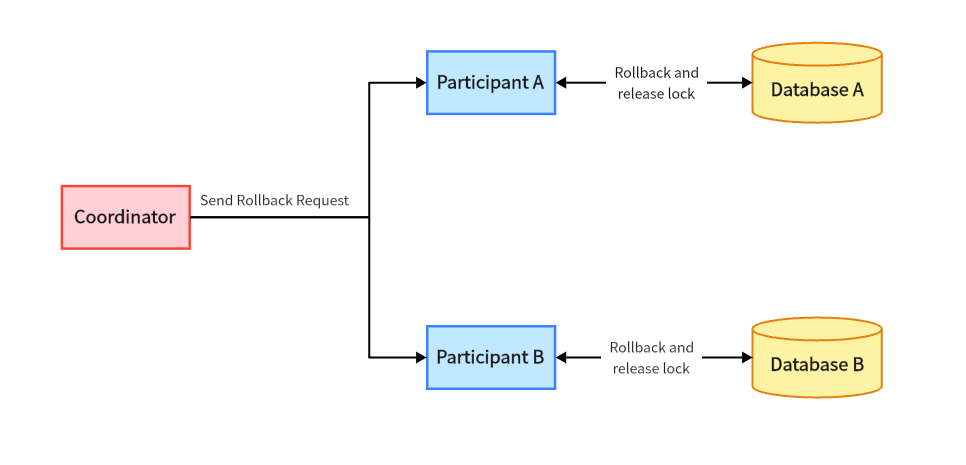 Participant A
Rollback and
release lock
Database A
Send Rollback Request
Coordinator
Participant B
Rollback and
release lock
Database B